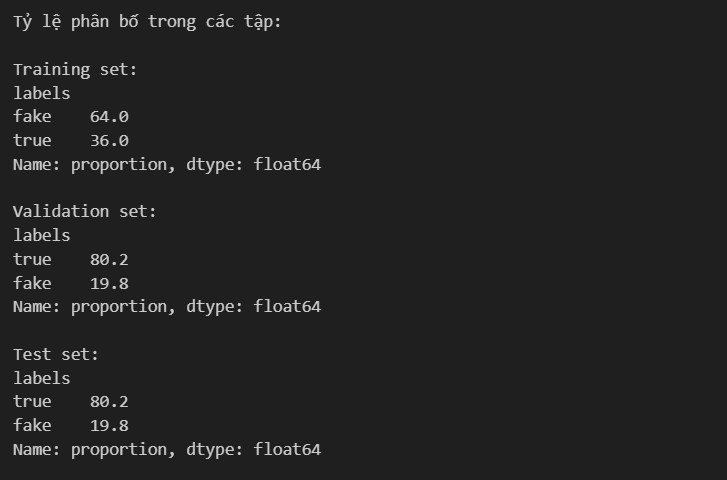 Tỷ lệ phân bố trong các tập:
Training set:
labels
fake    64.0
true    36.0
Name: proportion, dtype: float64
Validation set:
labels
true    80.2
fake    19.8
Name: proportion, dtype: float64
Test set:
labels
true    80.2
fake    19.8
Name: proportion, dtype: float64